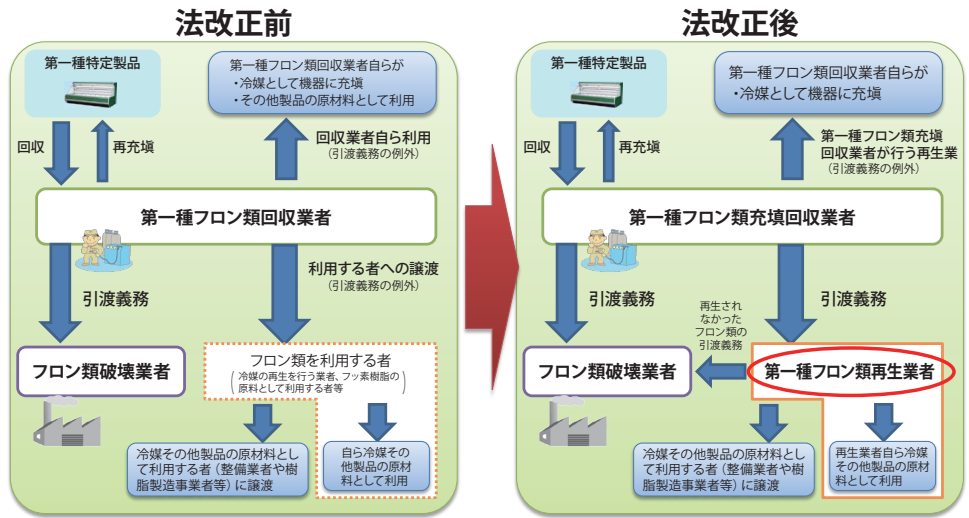 法改正前
第一種特定製品
第一種フロン類回収業者自らが
・冷媒として機器に充塡
・その他製品の原材料として利用
回収
再充塡
回収業者自ら利用
（引渡義務の例外）
第一種フロン類回収業者
引渡義務
利用する者への譲渡
（引渡義務の例外）
フロン類破壊業者
フロン類を利用する者
（冷媒の再生を行う業者、フッ素樹脂の
原料として利用する者等）
冷媒その他製品の原材料とし
て利用する者（整備業者や樹
脂製造事業者等）に譲渡
自ら冷媒そ
の他製品の原材
料として利用
法改正後
第一種特定製品
第一種フロン類回収業者自らが
・冷媒として機器に充塡
回収
再充塡
第一種フロン類充塡
回収業者が行う再生業
（引渡義務の例外）
第一種フロン類充塡回収業者
引渡義務
引渡義務
再生され
なかった
フロン類の
引渡義務
フロン類破壊業者
第一種フロン類再生業者
冷媒その他製品の原材料とし
て利用する者（整備業者や樹
脂製造事業者等）に譲渡
再生業者自ら冷媒
その他製品の原材
料として利用